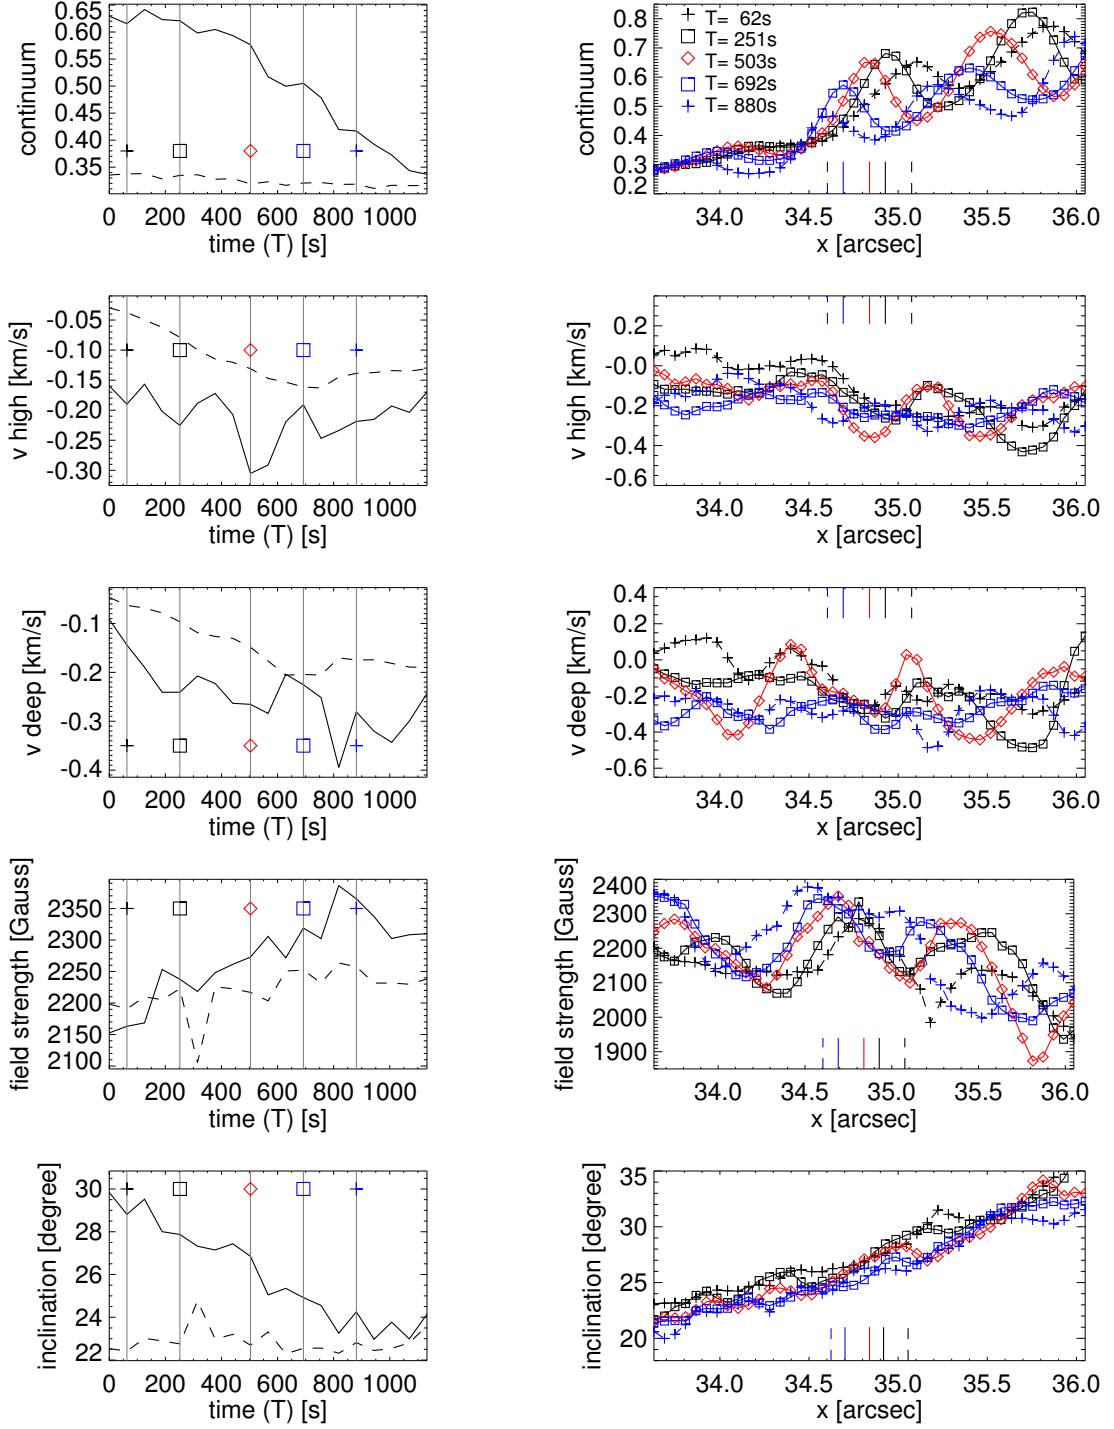 0.65
0.60
0.55
0.50
0.45
0.40
0.35
continuum
0 200 400 600 800 1000
time (T) [s]
0.8
0.7
0.6
0.5
0.4
0.3
0.2
continuum
T= 62s
T= 251s
T= 503s
T= 692s
T= 880s
34.0 34.5 35.0 35.5 36.0
x [arcsec]
-0.05
-0.10
-0.15
-0.20
-0.25
-0.30
v high [km/s]
0 200 400 600 800 1000
time (T) [s]
0.2
-0.0
-0.2
-0.4
-0.6
v high [km/s]
34.0 34.5 35.0 35.5 36.0
x [arcsec]
-0.1
-0.2
-0.3
-0.4
v deep [km/s]
0 200 400 600 800 1000
time (T) [s]
0.4
0.2
0.0
-0.2
-0.4
-0.6
v deep [km/s]
34.0 34.5 35.0 35.5 36.0
x [arcsec]
2350
2300
2250
2200
2150
2100
field strength [Gauss]
0 200 400 600 800 1000
time (T) [s]
2400
2300
2200
2100
2000
1900
field strength [Gauss]
34.0 34.5 35.0 35.5 36.0
x [arcsec]
30
28
26
24
22
inclination [degree]
0 200 400 600 800 1000
time (T) [s]
35
30
25
20
inclination [degree]
34.0 34.5 35.0 35.5 36.0
x [arcsec]